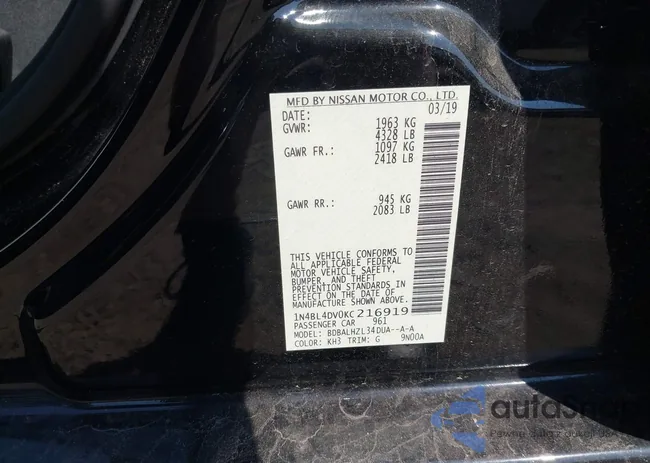 MFD BY NISSAN MOTOR CO., LTD.
DATE: 03/19
GVWR: 1963 KG
4328 LB
GAWR FR.: 1097 KG
2418 LB
GAWR RR.: 945 KG
2083 LB
THIS VEHICLE CONFORMS TO
ALL APPLICABLE FEDERAL
MOTOR VEHICLE SAFETY,
BUMPER, AND THEFT
PREVENTION STANDARDS IN
EFFECT ON THE DATE OF
MANUFACTURE SHOWN ABOVE.
1N4BL4DV0KC216919
PASSENGER CAR 961
MODEL: BDBALHZL34DUA--A-A
COLOR: KH3 TRIM: G 9N00A